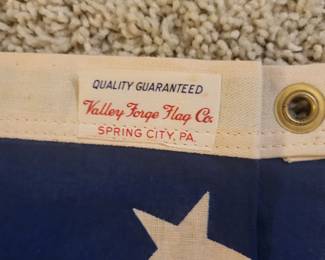 QUALITY GUARANTEED
Valley Forge Flag Co.
SPRING CITY, PA.